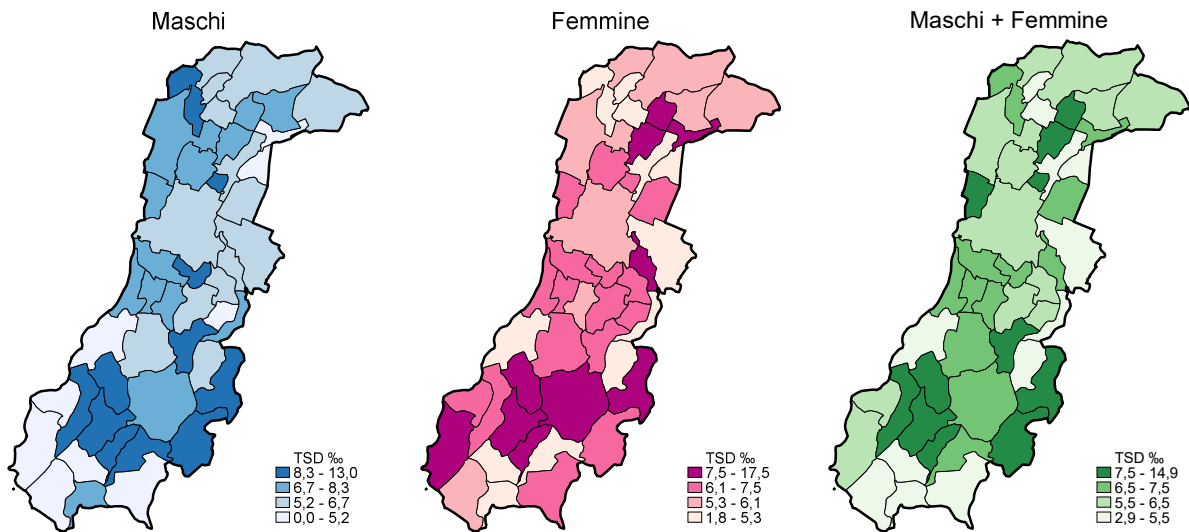 Maschi
Femmine
Maschi + Femmine
TSD ‰
8,3 - 13,0
6,7 - 8,3
5,2 - 6,7
0,0 - 5,2
TSD ‰
7,5 - 17,5
6,1 - 7,5
5,3 - 6,1
1,8 - 5,3
TSD ‰
7,5 - 14,9
6,5 - 7,5
5,5 - 6,5
2,9 - 5,5